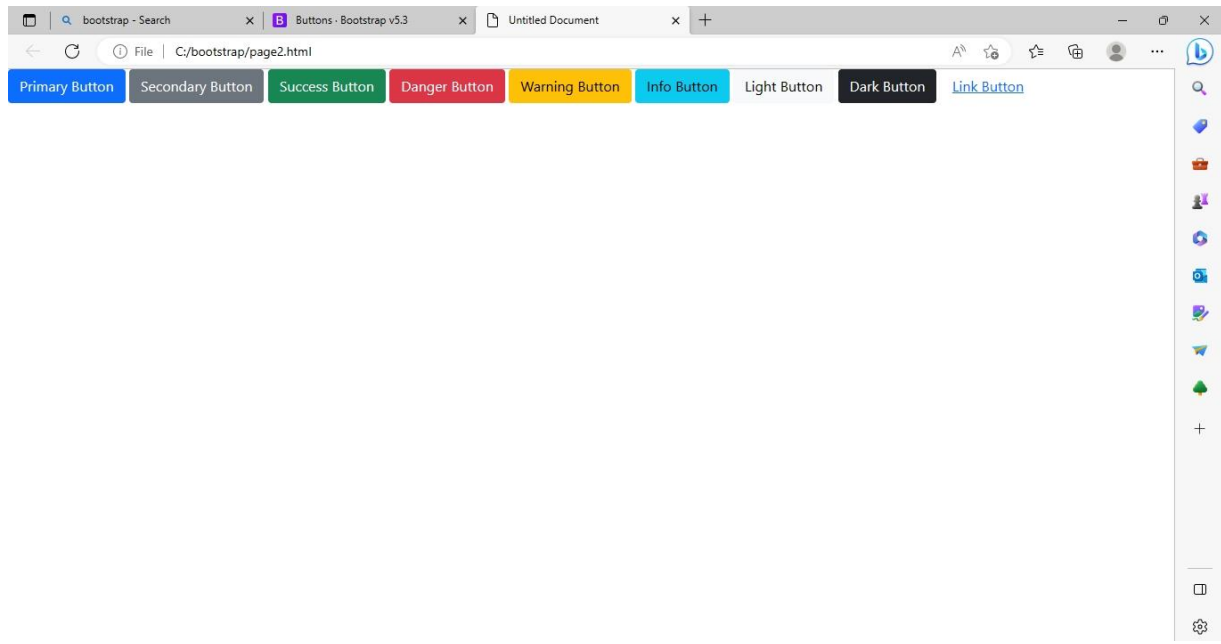 bootstrap - Search
B Buttons · Bootstrap v5.3
Untitled Document
File C:/bootstrap/page2.html
Primary Button Secondary Button Success Button Danger Button Warning Button Info Button Light Button Dark Button Link Button